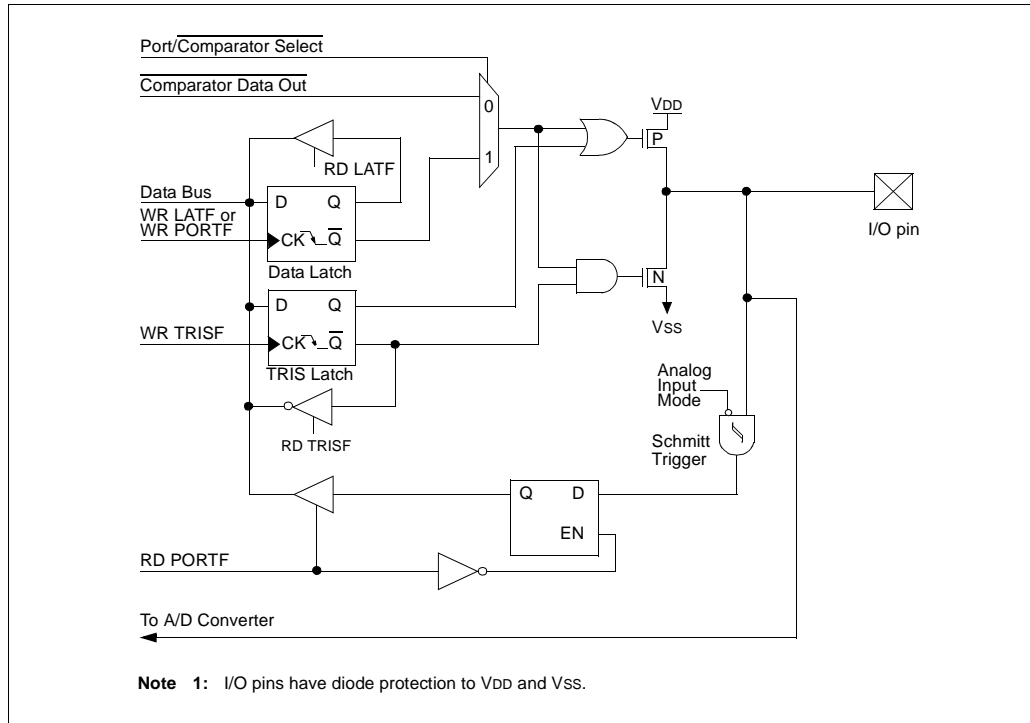 Port/Comparator Select
Comparator Data Out
0
1
VDD
P
RD LATF
Data Bus
D Q
WR LATF or
WR PORTF
CK Q
Data Latch
I/O pin
N
VSS
D Q
WR TRISF
CK Q
TRIS Latch
RD TRISF
Analog
Input
Mode
Schmitt
Trigger
Q D
EN
RD PORTF
To A/D Converter
Note 1: I/O pins have diode protection to VDD and VSS.